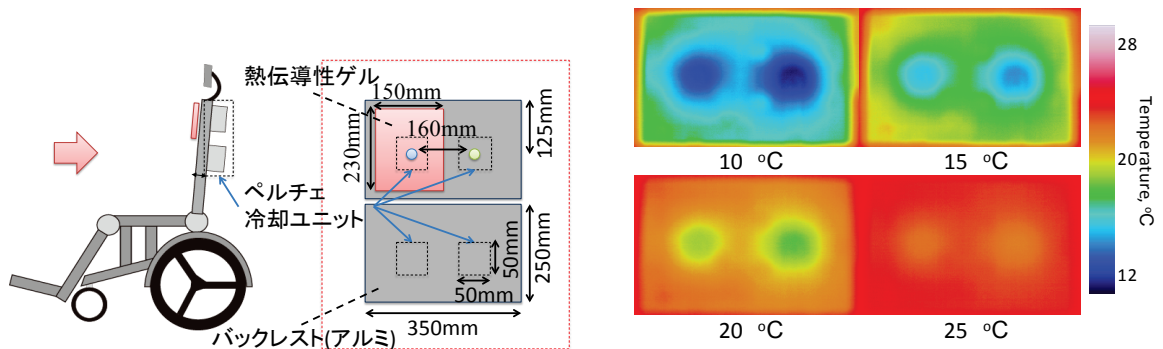 熱伝導性ゲル
150mm
160mm
230mm
125mm
ペルチェ
冷却ユニット
50mm
50mm
250mm
350mm
バックレスト(アルミ)
10 ℃
15 ℃
20 ℃
25 ℃
28
20
12
Temperature, ℃